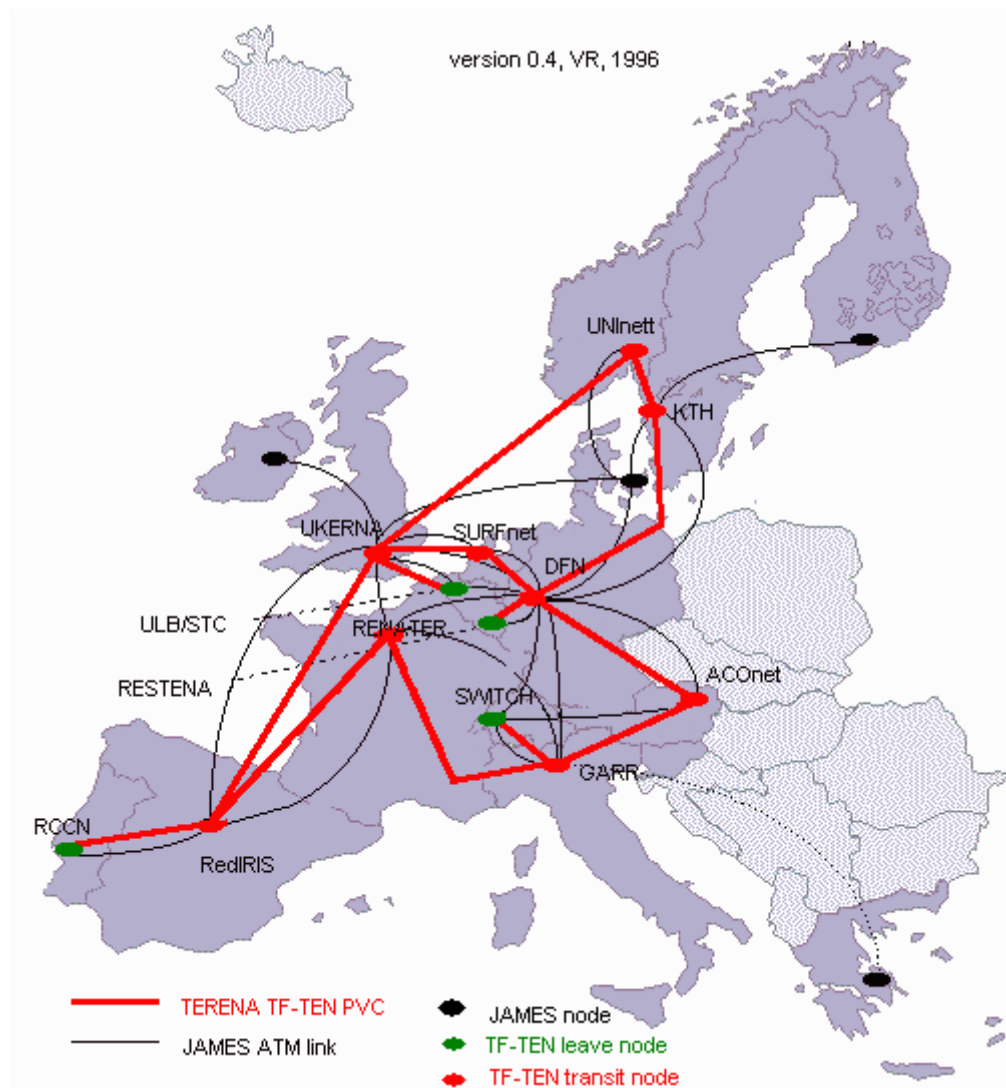 version 0.4, VR, 1996
UNInett
KTH
UKERNA
SURFnet
DFN
ULB/STC
RENATER
RESTENA
ACOnet
SWITCH
GARR
RCCN
RedIRIS
TERENA TF-TEN PVC
JAMES ATM link
JAMES node
TF-TEN leave node
TF-TEN transit node